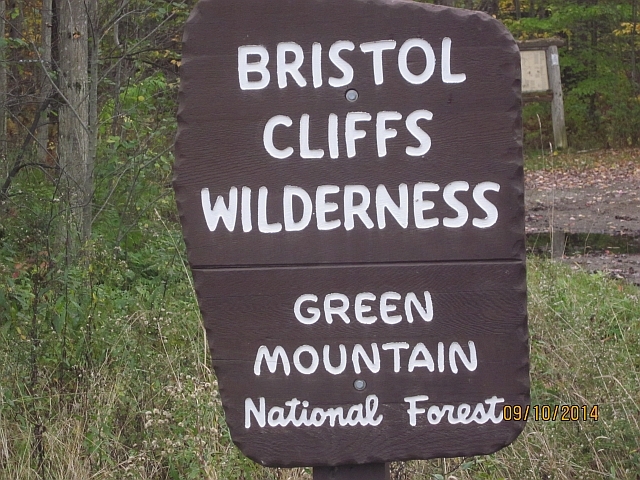 BRISTOL
CLIFFS
WILDERNESS
GREEN
MOUNTAIN
National Forest
09/10/2014